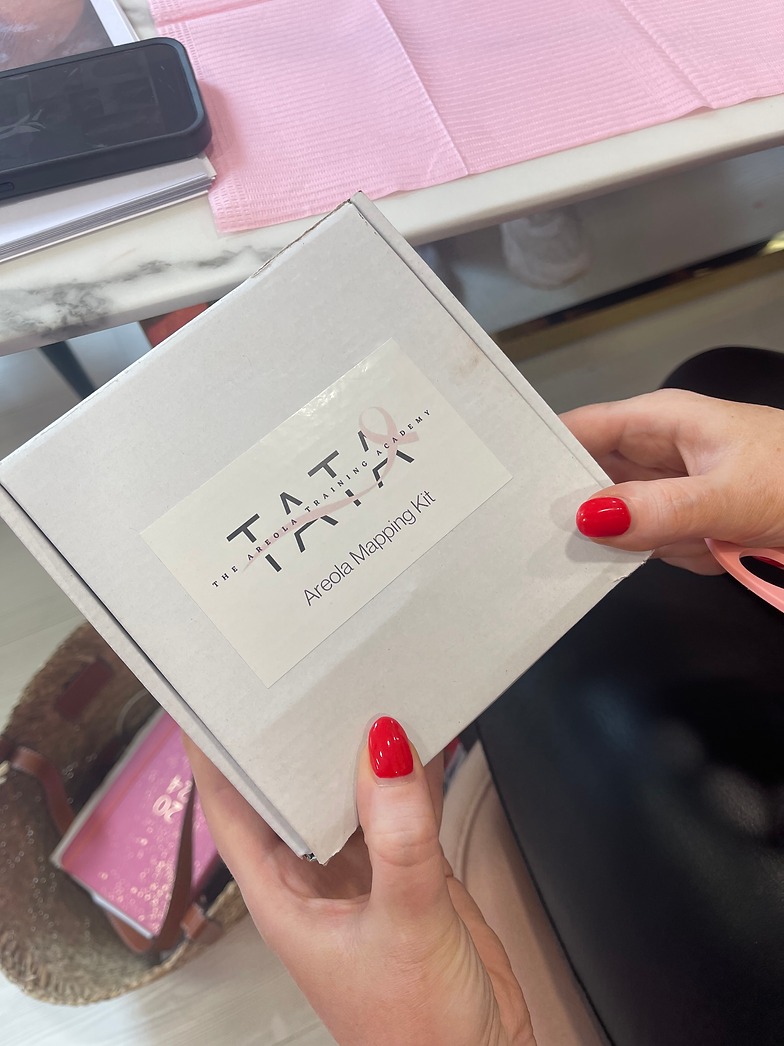 TATA
THE AREOLA TRAINING ACADEMY
Areola Mapping Kit